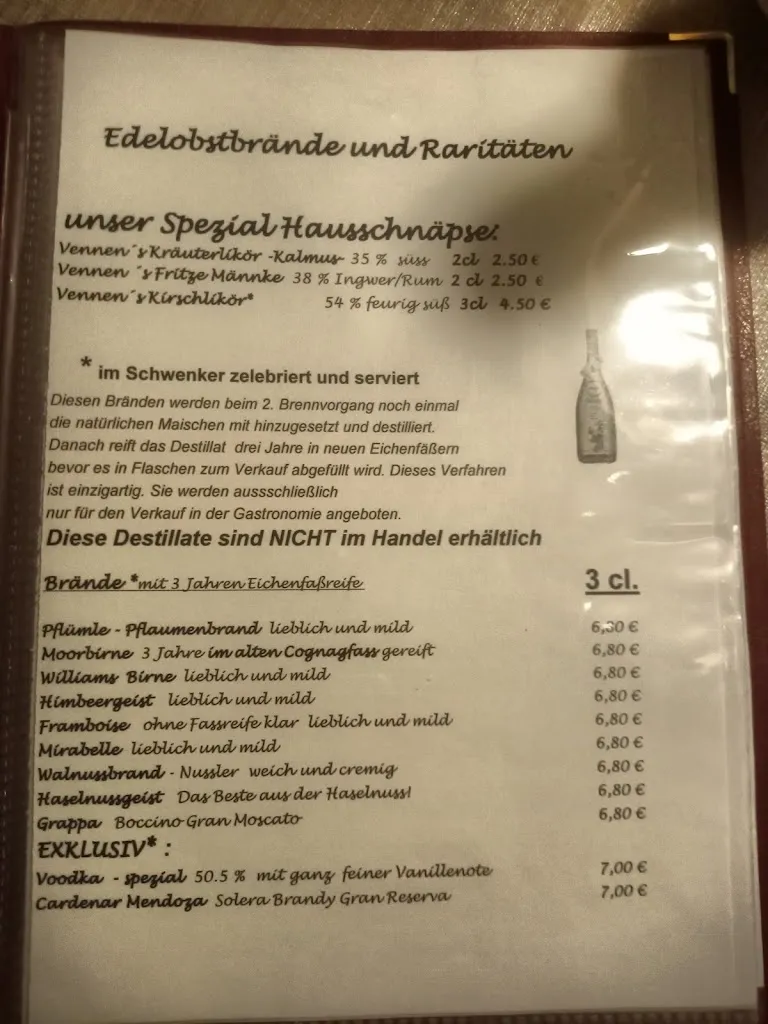 Edelobstbrände und Raritäten
unser Spezial Hausschnäpse:
Vennen´s Kräuterlikör -Kalmus- 35 % süss 2cl 2.50 €
Vennen ´s Fritze Männke 38 % Ingwer/Rum 2 cl 2.50 €
Vennen´s Kirschlikör* 54 % feurig süß 3cl 4.50 €
* im Schwenker zelebriert und serviert
Diesen Bränden werden beim 2. Brennvorgang noch einmal
die natürlichen Maischen mit hinzugesetzt und destilliert.
Danach reift das Destillat drei Jahre in neuen Eichenfäßern
bevor es in Flaschen zum Verkauf abgefüllt wird. Dieses Verfahren
ist einzigartig. Sie werden aussschließlich
nur für den Verkauf in der Gastronomie angeboten.
Diese Destillate sind NICHT im Handel erhältlich
Brände *mit 3 Jahren Eichenfaßreife 3 cl.
Pflümle - Pflaumenbrand lieblich und mild 6,80 €
Moorbirne 3 Jahre im alten Cognagfass gereift 6,80 €
Williams Birne lieblich und mild 6,80 €
Himbeergeist lieblich und mild 6,80 €
Framboise ohne Fassreife klar lieblich und mild 6,80 €
Mirabelle lieblich und mild 6,80 €
Walnussbrand - Nussler weich und cremig 6,80 €
Haselnussgeist Das Beste aus der Haselnuss! 6,80 €
Grappa Boccino Gran Moscato 6,80 €
EXKLUSIV* :
Voodka - spezial 50.5 % mit ganz feiner Vanillenote 7,00 €
Cardenar Mendoza Solera Brandy Gran Reserva 7,00 €